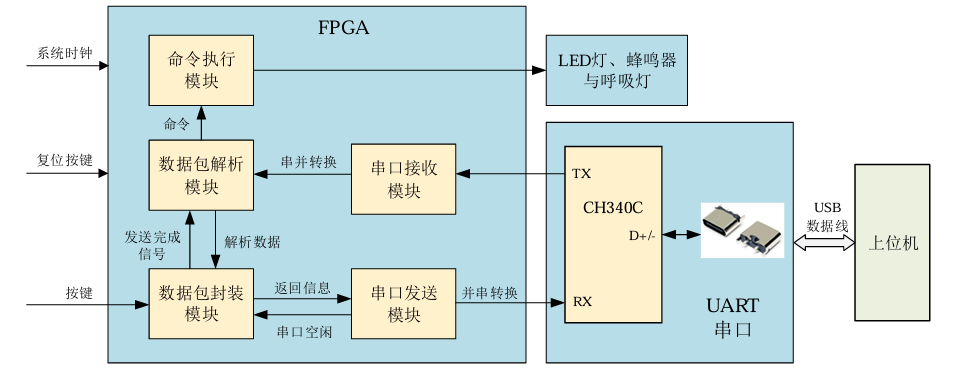 FPGA
系统时钟
命令执行
模块
LED灯、蜂鸣器
与呼吸灯
命令
复位按键
数据包解析
模块
串并转换
串口接收
模块
TX
CH340C
D+/-
USB
数据线
上位机
发送完成
信号
解析数据
按键
数据包封装
模块
返回信息
串口空闲
串口发送
模块
并串转换
RX
UART
串口